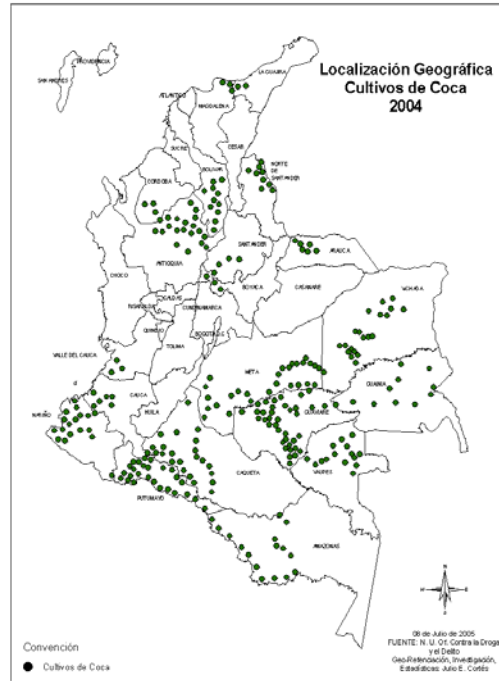 PROVIDENCIA
SAN ANDRES
LA GUAJIRA
Localización Geográfica
Cultivos de Coca
2004
ATLANTICO
MAGDALENA
CESAR
SUCRE
BOLIVAR
NORTE
DE
SANTANDER
CORDOBA
SANTANDER
ARAUCA
ANTIOQUIA
CHOCO
BOYACA
CASANARE
VICHADA
CALDAS
RISARALDA
CUNDINAMARCA
QUINDIO
BOGOTA D.C
TOLIMA
VALLE DEL CAUCA
META
GUAINIA
CAUCA
HUILA
GUAVIARE
NARIÑO
CAQUETA
VAUPES
PUTUMAYO
AMAZONAS
N
E
S
08 de Julio de 2005
FUENTE: N. U. Of. Contra la Droga
y el Delito
Geo-Referenciación, Investigación,
Estadísticas: Julio E. Cortés
Convención
Cultivos de Coca